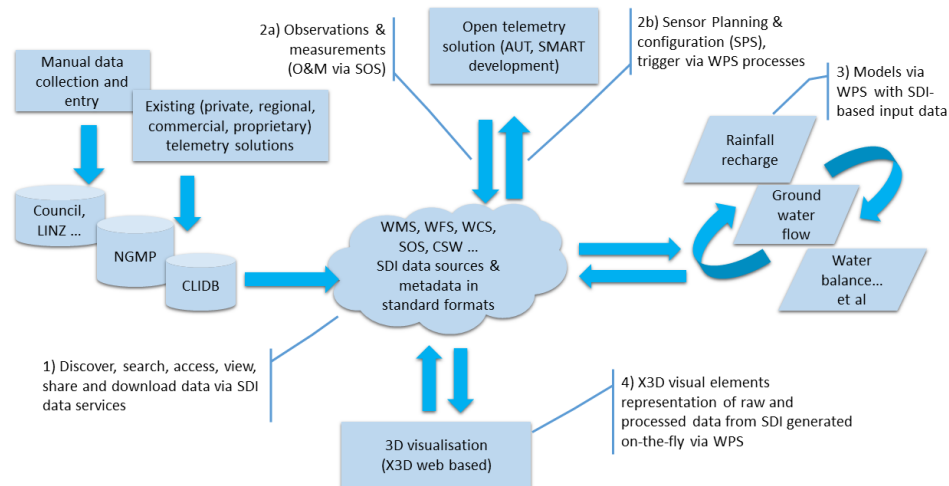 2a) Observations &
measurements
(O&M via SOS)
Open telemetry
solution (AUT, SMART
development)
2b) Sensor Planning &
configuration (SPS),
trigger via WPS processes
Manual data
collection and
entry
Existing (private, regional,
commercial, proprietary)
telemetry solutions
3) Models via
WPS with SDI-
based input data
Rainfall
recharge
Ground
water
flow
Water
balance...
et al
Council,
LINZ ...
NGMP
CLIDB
WMS, WFS, WCS,
SOS, CSW ...
SDI data sources &
metadata in
standard formats
1) Discover, search, access, view,
share and download data via SDI
data services
3D visualisation
(X3D web based)
4) X3D visual elements
representation of raw and
processed data from SDI generated
on-the-fly via WPS